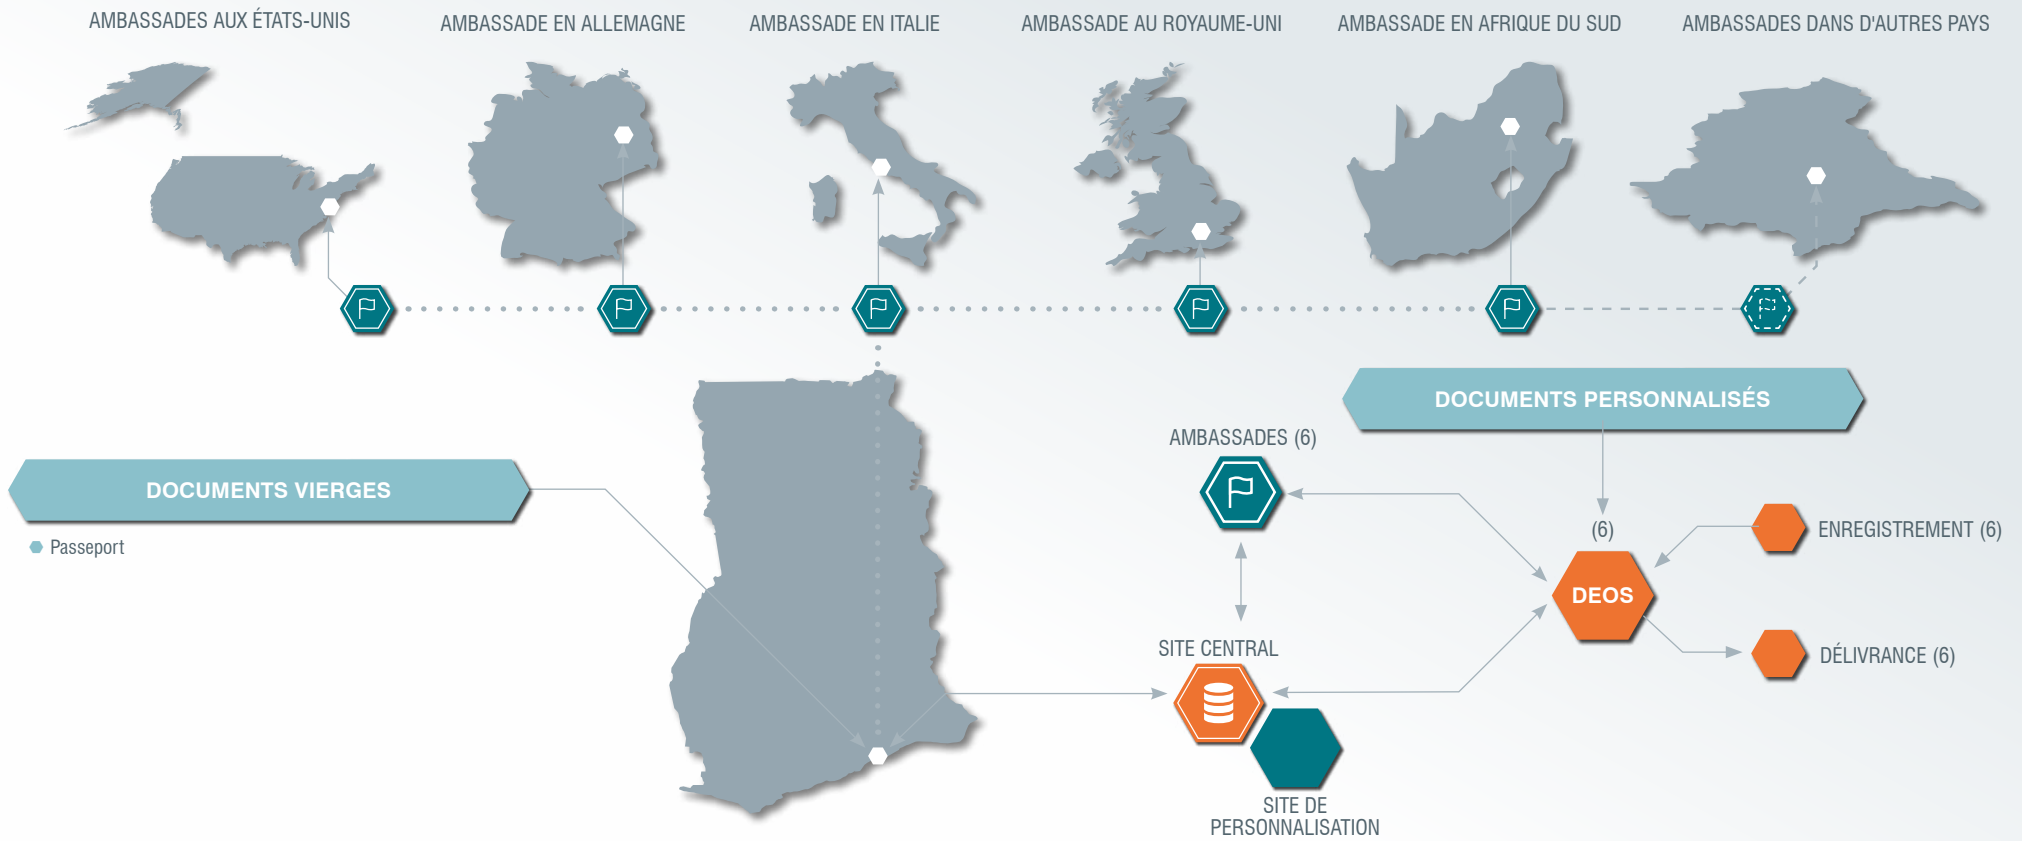 AMBASSADES AUX ÉTATS-UNIS
AMBASSADE EN ALLEMAGNE
AMBASSADE EN ITALIE
AMBASSADE AU ROYAUME-UNI
AMBASSADE EN AFRIQUE DU SUD
AMBASSADES DANS D'AUTRES PAYS
DOCUMENTS PERSONNALISÉS
AMBASSADES (6)
DOCUMENTS VIERGES
Passeport
(6)
ENREGISTREMENT (6)
DEOS
SITE CENTRAL
DÉLIVRANCE (6)
SITE DE
PERSONNALISATION